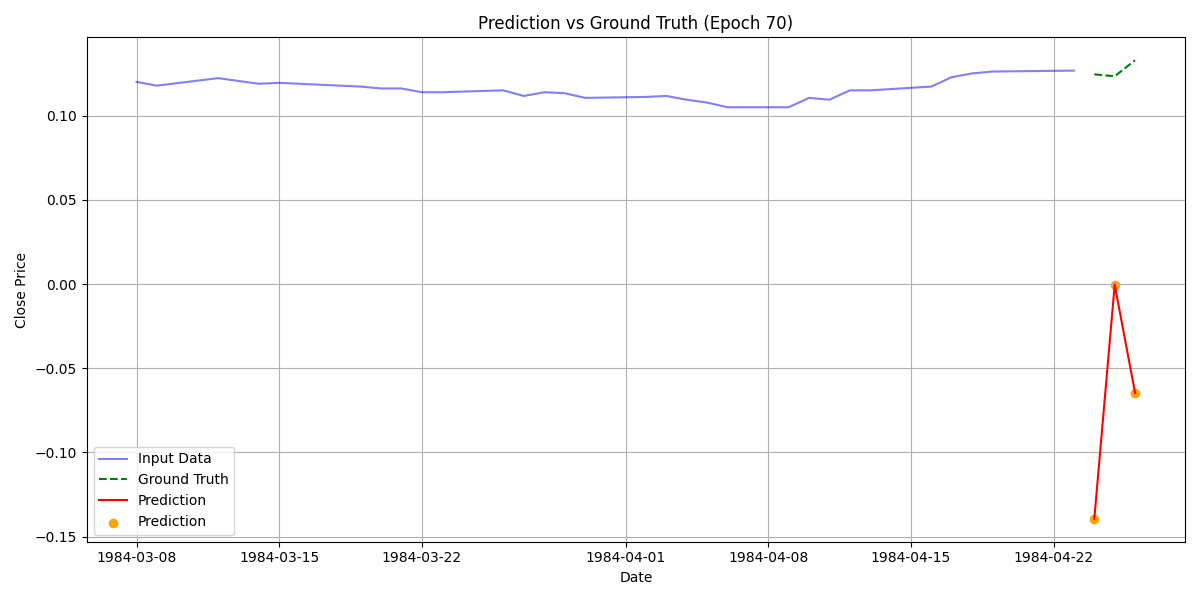 Prediction vs Ground Truth (Epoch 70)
Close Price
0.10
0.05
0.00
−0.05
−0.10
−0.15
Input Data
Ground Truth
Prediction
Prediction
1984-03-08
1984-03-15
1984-03-22
1984-04-01
1984-04-08
1984-04-15
1984-04-22
Date